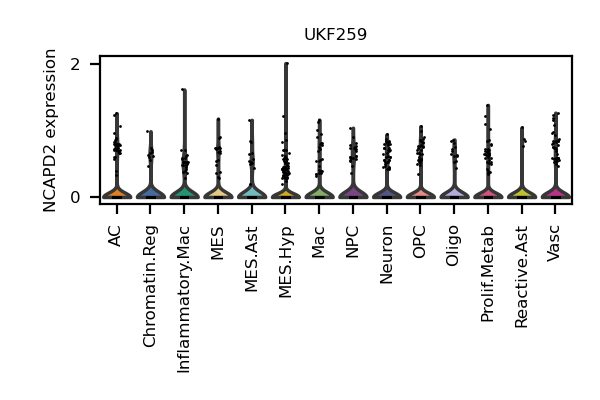 UKF259
NCAPD2 expression
2
0
AC
Chromatin.Reg
Inflammatory.Mac
MES
MES.Ast
MES.Hyp
Mac
NPC
Neuron
OPC
Oligo
Prolif.Metab
Reactive.Ast
Vasc